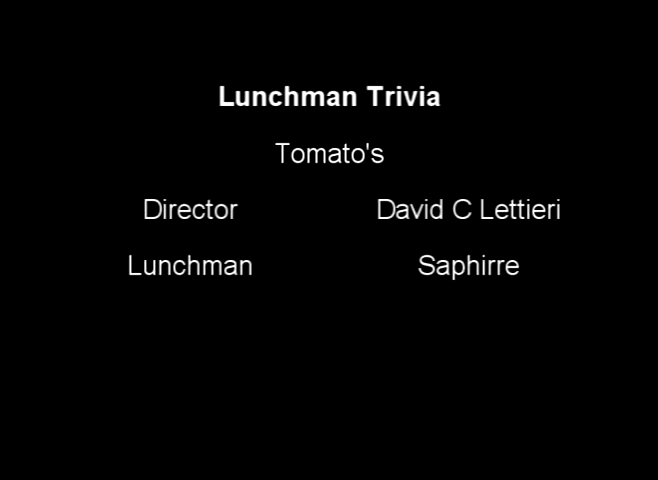 Lunchman Trivia
Tomato's
Director David C Lettieri
Lunchman Saphirre